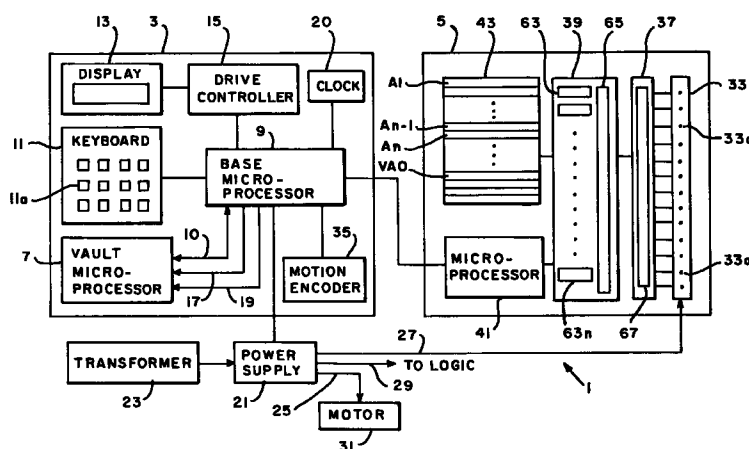 13
3
15
20
DISPLAY
DRIVE
CONTROLLER
CLOCK
11
KEYBOARD
11a
9
BASE
MICRO-
PROCESSOR
7
VAULT
MICRO-
PROCESSOR
10
17
19
35
MOTION
ENCODER
TRANSFORMER
23
POWER
SUPPLY
21
25
27
29
TO LOGIC
MOTOR
31
1
5
43
63
39
65
37
A1
An-1
An
VAO
33
33a
33a
MICRO-
PROCESSOR
41
63n
67